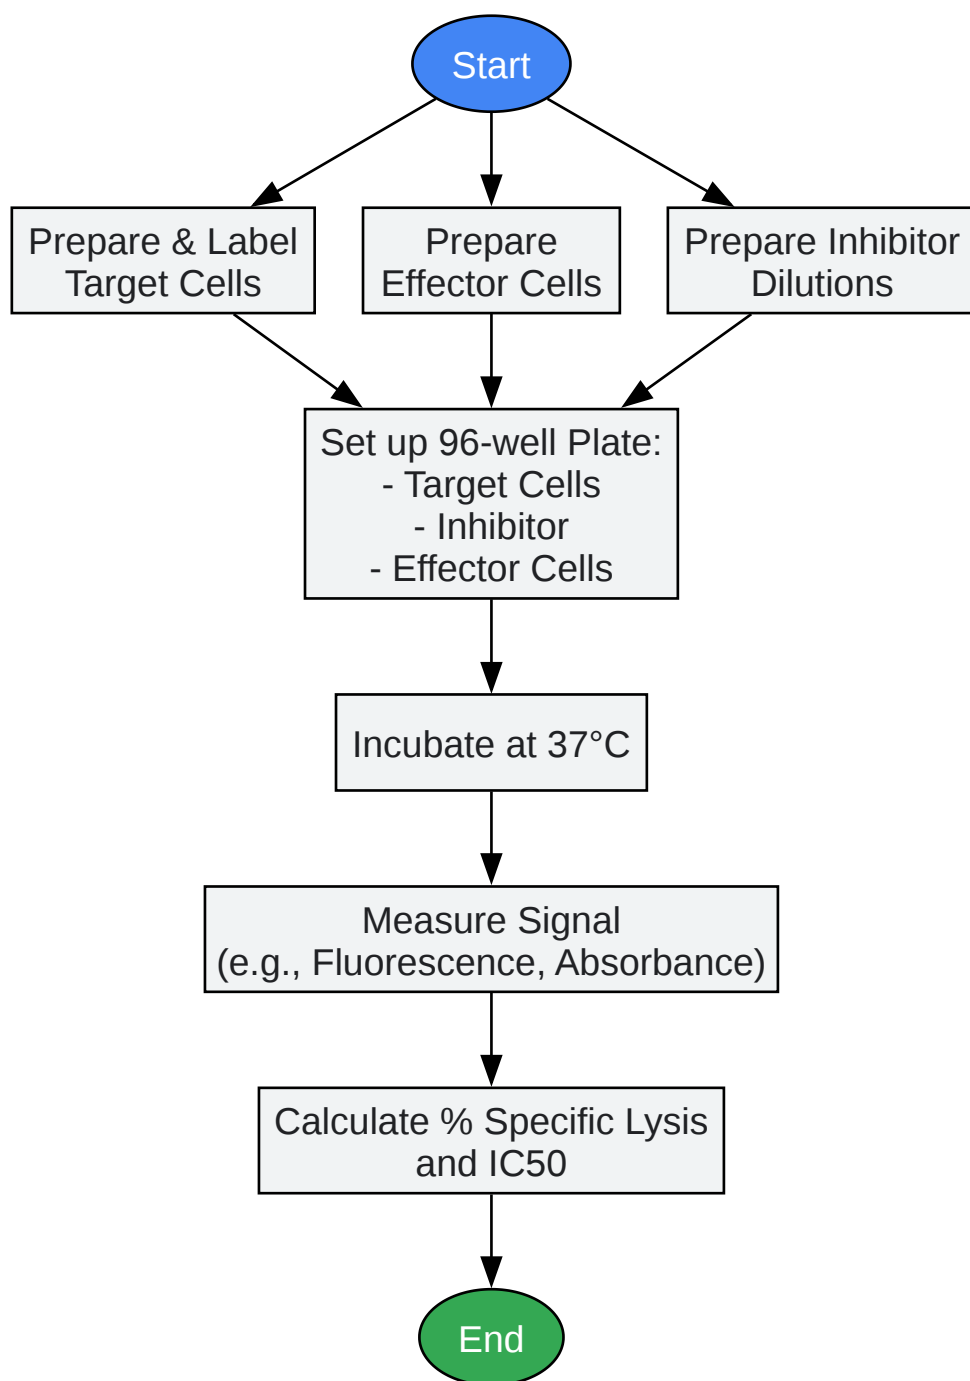 Start
Prepare & Label
Target Cells
Prepare
Effector Cells
Prepare Inhibitor
Dilutions
Set up 96-well Plate:
- Target Cells
- Inhibitor
- Effector Cells
Incubate at 37°C
Measure Signal
(e.g., Fluorescence, Absorbance)
Calculate % Specific Lysis
and IC50
End